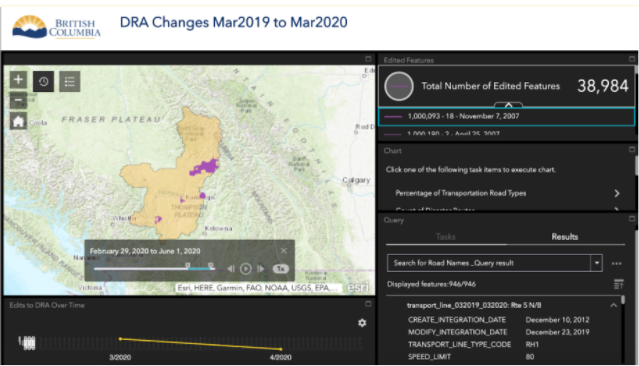 BRITISH
COLUMBIA
DRA Changes Mar2019 to Mar2020
FRASER PLATEAU
Calgary
THOMPSON
PLATEAU
Kelowna
Victoria
February 29, 2020 to June 1, 2020
1x
Esri, HERE, Garmin, FAO, NOAA, USGS, EPA,...
esri
Edits to DRA Over Time
3/2020
4/2020
Edited Features
Total Number of Edited Features 38,984
1,000,093 - 18 - November 7, 2007
1,000,190 - 2 - April 25, 2007
Chart
Click one of the following task items to execute chart.
Percentage of Transportation Road Types
Query
Tasks
Results
Search for Road Names _Query result
Displayed features:946/946
transport_line_032019_032020: Rte 5 N/B
CREATE_INTEGRATION_DATE December 10, 2012
MODIFY_INTEGRATION_DATE December 23, 2019
TRANSPORT_LINE_TYPE_CODE RH1
SPEED_LIMIT 80